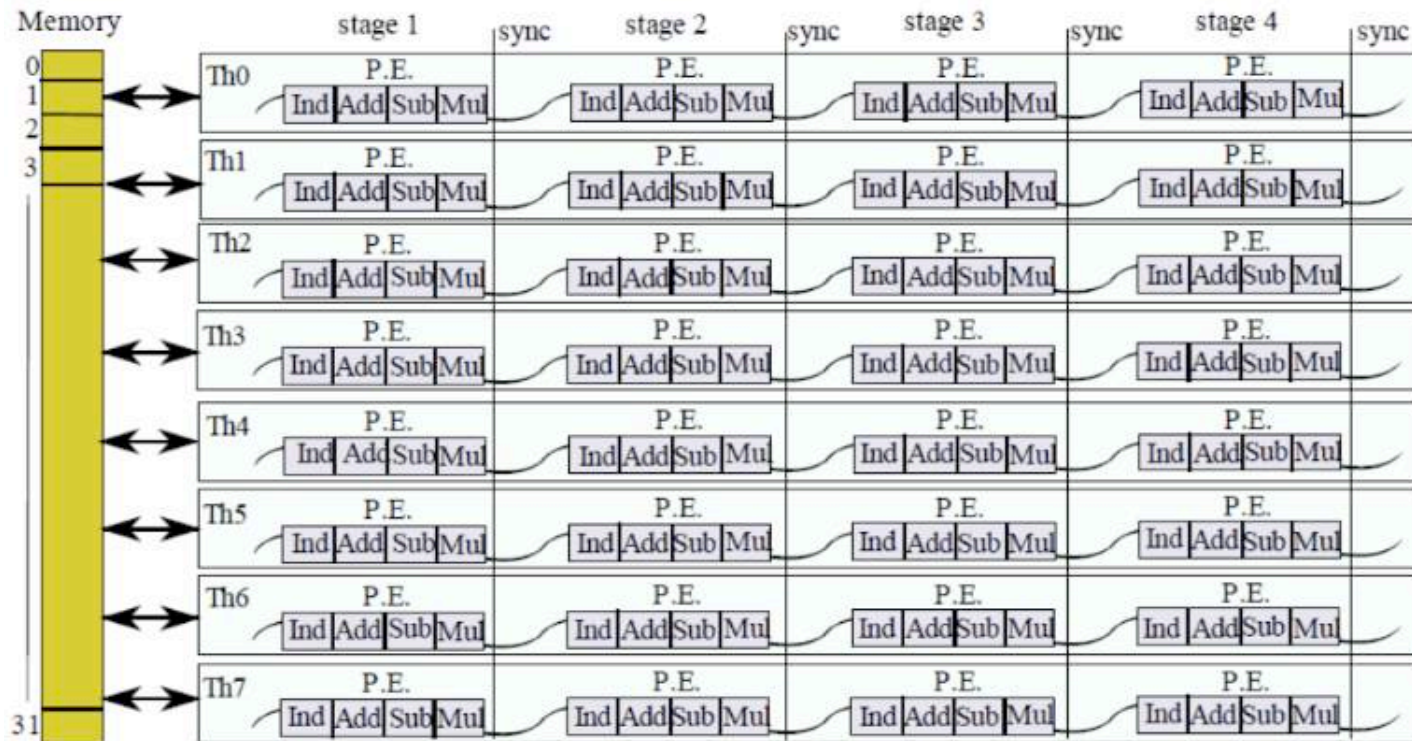 Memory stage 1 sync stage 2 sync stage 3 sync stage 4 sync
0
1
2
3
31
Th0 P.E. P.E. P.E. P.E.
Ind Add Sub Mul Ind Add Sub Mul Ind Add Sub Mul Ind Add Sub Mul
Th1 P.E. P.E. P.E. P.E.
Ind Add Sub Mul Ind Add Sub Mul Ind Add Sub Mul Ind Add Sub Mul
Th2 P.E. P.E. P.E. P.E.
Ind Add Sub Mul Ind Add Sub Mul Ind Add Sub Mul Ind Add Sub Mul
Th3 P.E. P.E. P.E. P.E.
Ind Add Sub Mul Ind Add Sub Mul Ind Add Sub Mul Ind Add Sub Mul
Th4 P.E. P.E. P.E. P.E.
Ind Add Sub Mul Ind Add Sub Mul Ind Add Sub Mul Ind Add Sub Mul
Th5 P.E. P.E. P.E. P.E.
Ind Add Sub Mul Ind Add Sub Mul Ind Add Sub Mul Ind Add Sub Mul
Th6 P.E. P.E. P.E. P.E.
Ind Add Sub Mul Ind Add Sub Mul Ind Add Sub Mul Ind Add Sub Mul
Th7 P.E. P.E. P.E. P.E.
Ind Add Sub Mul Ind Add Sub Mul Ind Add Sub Mul Ind Add Sub Mul